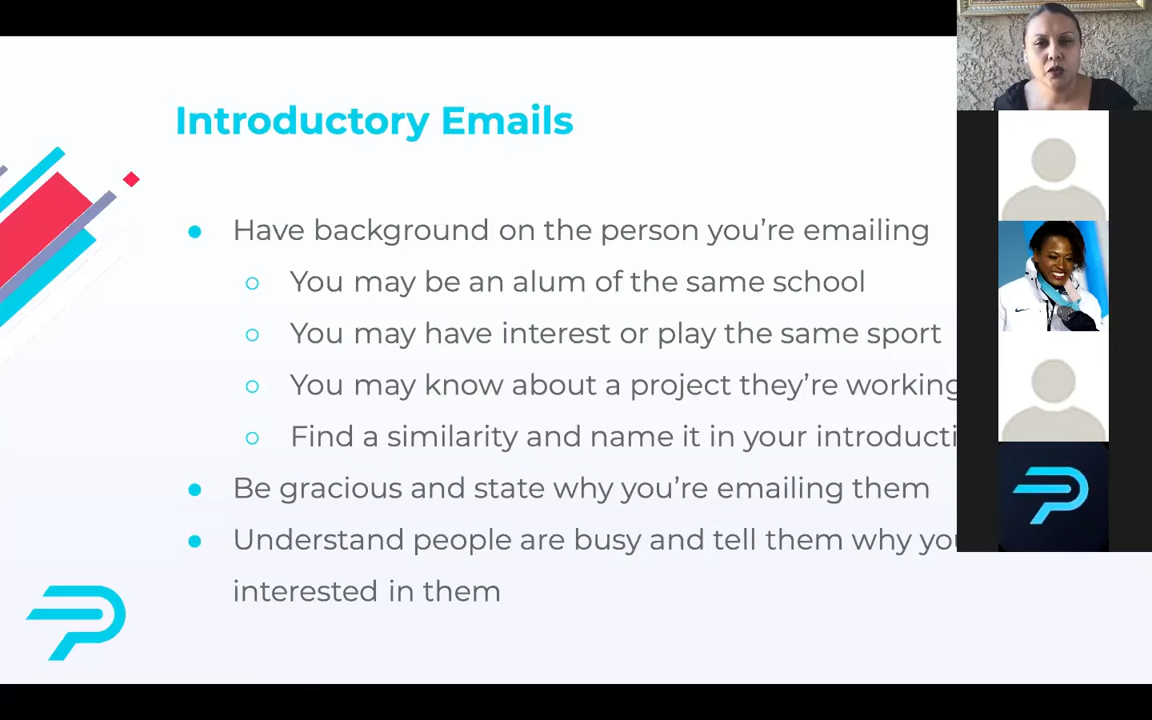 Introductory Emails
Have background on the person you're emailing
You may be an alum of the same school
You may have interest or play the same sport
You may know about a project they're working
Find a similarity and name it in your
Be gracious and state why you're emailing them
Understand people are busy and tell them why
interested in them